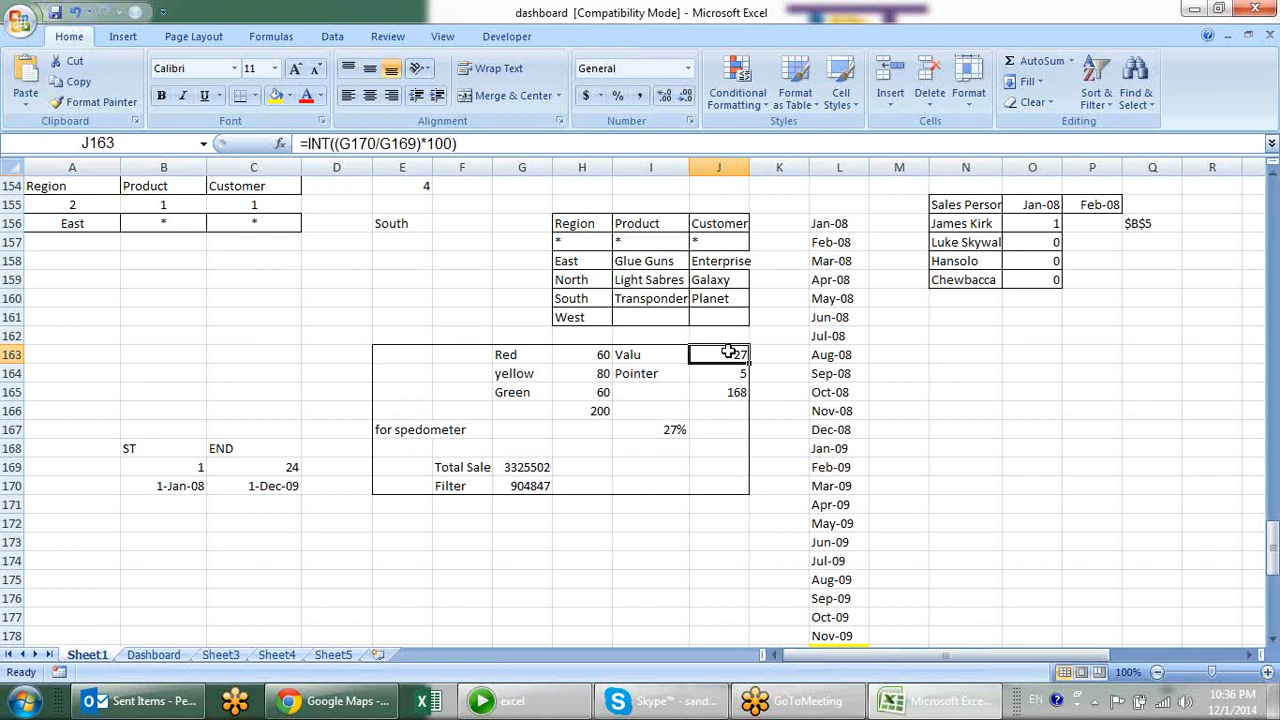 dashboard [Compatibility Mode] - Microsoft Excel
Home Insert Page Layout Formulas Data Review View Developer
Paste Cut Copy Format Painter Clipboard
Calibri 11 B I U A A A Font
Wrap Text Merge & Center Alignment
General $ % , Number
Conditional Formatting Format as Table Cell Styles Styles
Insert Delete Format Cells
AutoSum Fill Clear Sort & Filter Find & Select Editing
J163 =INT((G170/G169)*100)
A B C D E F G H I J K L M N O P Q R
154 Region Product Customer 4
155 2 1 1 Sales Person Jan-08 Feb-08
156 East * * South Region Product Customer Jan-08 James Kirk 1 $B$5
157 * * * Feb-08 Luke Skywal 0
158 East Glue Guns Enterprise Mar-08 Hansolo 0
159 North Light Sabres Galaxy Apr-08 Chewbacca 0
160 South Transponder Planet May-08
161 West Jun-08
162 Jul-08
163 Red 60 Valu 27 Aug-08
164 yellow 80 Pointer 5 Sep-08
165 Green 60 168 Oct-08
166 200 Nov-08
167 for spedometer 27% Dec-08
168 ST END Jan-09
169 1 24 Total Sale 3325502 Feb-09
170 1-Jan-08 1-Dec-09 Filter 904847 Mar-09
171 Apr-09
172 May-09
173 Jun-09
174 Jul-09
175 Aug-09
176 Sep-09
177 Oct-09
178 Nov-09
Sheet1 Dashboard Sheet3 Sheet4 Sheet5
Ready 100%
Sent Items - Pe... Google Maps - ... excel Skype™ - sand... GoToMeeting Microsoft Exce... EN 10:36 PM
12/1/2014